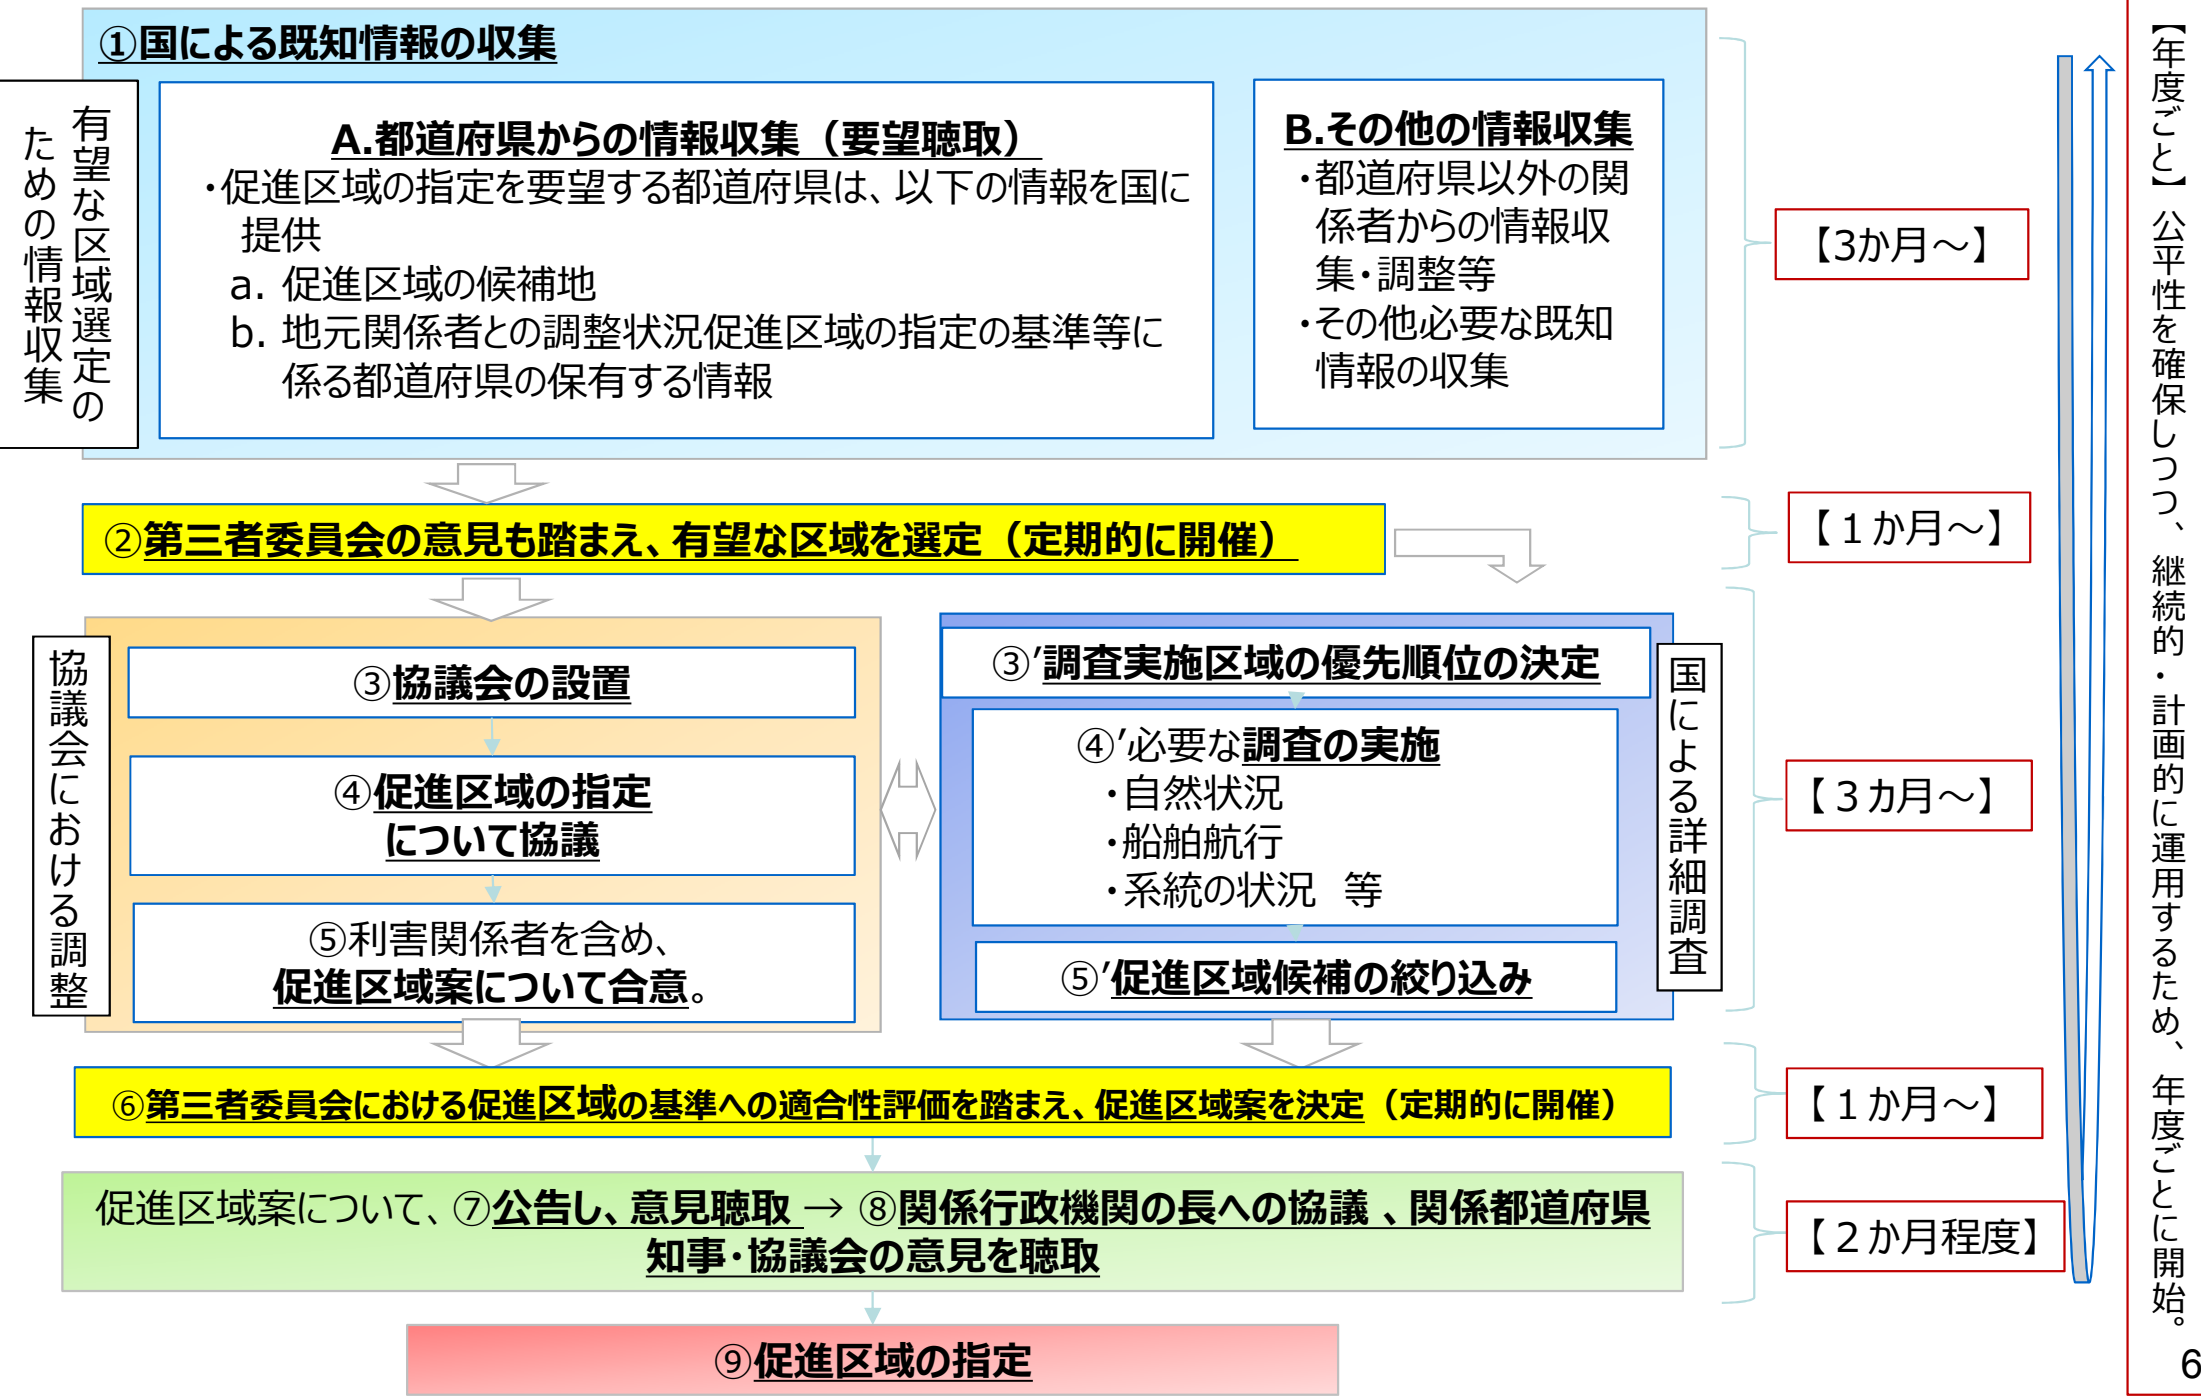 ①国による既知情報の収集
有望な区域選定の
ための情報収集
A.都道府県からの情報収集（要望聴取）
・促進区域の指定を要望する都道府県は、以下の情報を国に
提供
a. 促進区域の候補地
b. 地元関係者との調整状況促進区域の指定の基準等に
係る都道府県の保有する情報
B.その他の情報収集
・都道府県以外の関
係者からの情報収
集・調整等
・その他必要な既知
情報の収集
【3か月～】
②第三者委員会の意見も踏まえ、有望な区域を選定（定期的に開催）
【１か月～】
協議会における調整
③協議会の設置
④促進区域の指定
について協議
⑤利害関係者を含め、
促進区域案について合意。
③’調査実施区域の優先順位の決定
④’必要な調査の実施
・自然状況
・船舶航行
・系統の状況　等
⑤’促進区域候補の絞り込み
国による詳細調査
【３カ月～】
⑥第三者委員会における促進区域の基準への適合性評価を踏まえ、促進区域案を決定（定期的に開催）
【１か月～】
促進区域案について、⑦公告し、意見聴取 → ⑧関係行政機関の長への協議 、関係都道府県
知事・協議会の意見を聴取
【２か月程度】
⑨促進区域の指定
【年度ごと】公平性を確保しつつ、継続的・計画的に運用するため、年度ごとに開始。
6